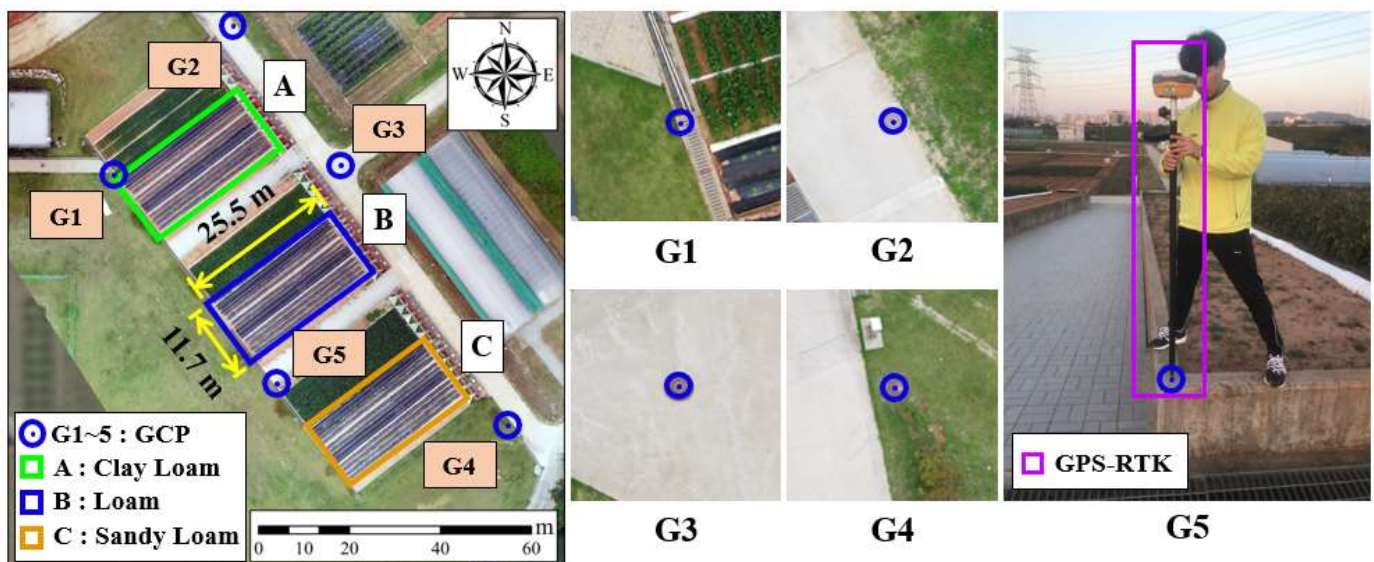 G2
A
N
W E
S
G3
G1
25.5 m
B
11.7 m
G5
C
G4
G1~5 : GCP
A : Clay Loam
B : Loam
C : Sandy Loam
m
0 10 20 40 60
G1
G2
G3
G4
GPS-RTK
G5